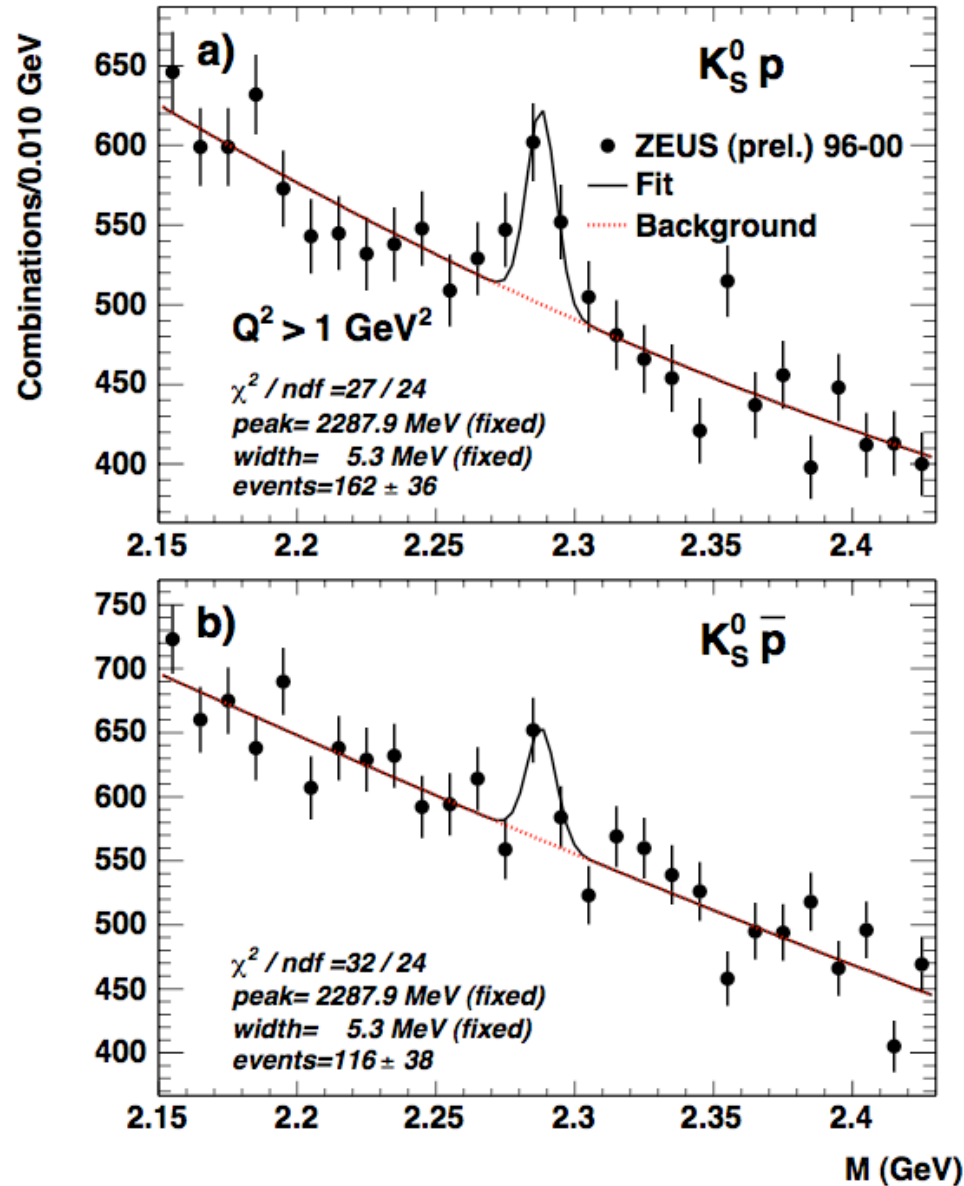 Combinations/0.010 GeV
a)
K⁰_S p
ZEUS (prel.) 96-00
Fit
Background
Q² > 1 GeV²
χ² / ndf =27 / 24
peak= 2287.9 MeV (fixed)
width= 5.3 MeV (fixed)
events=162 ± 36
650
600
550
500
450
400
2.15 2.2 2.25 2.3 2.35 2.4
b)
K⁰_S p̅
χ² / ndf =32 / 24
peak= 2287.9 MeV (fixed)
width= 5.3 MeV (fixed)
events=116 ± 38
750
700
650
600
550
500
450
400
2.15 2.2 2.25 2.3 2.35 2.4
M (GeV)